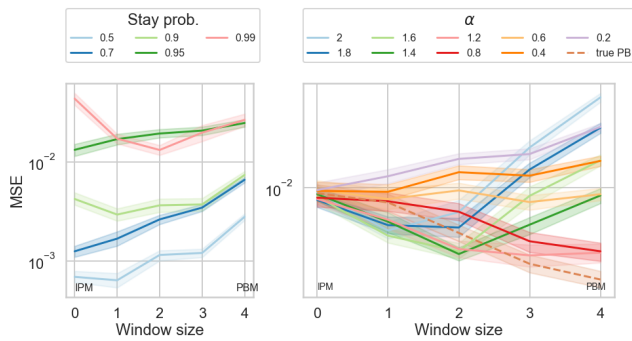 Stay prob.
0.5 0.9 0.99
0.7 0.95
α
2 1.6 1.2 0.6 0.2
1.8 1.4 0.8 0.4 true PB
MSE
10⁻²
10⁻³
IPM PBM
0 1 2 3 4
Window size
10⁻²
IPM PBM
0 1 2 3 4
Window size